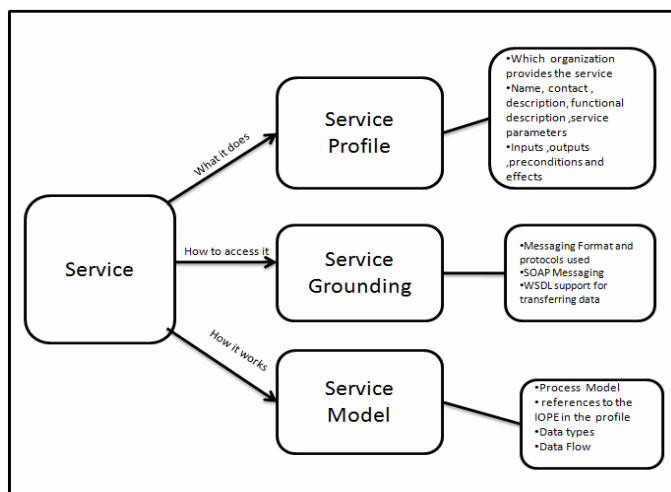 Service
What it does
Service
Profile
•Which organization
provides the service
•Name, contact ,
description, functional
description ,service
parameters
•Inputs ,outputs
,preconditions and
effects
How to access it
Service
Grounding
•Messaging Format and
protocols used
•SOAP Messaging
•WSDL support for
transferring data
How it works
Service
Model
•Process Model
• references to the
IOPE in the profile
•Data types
•Data Flow